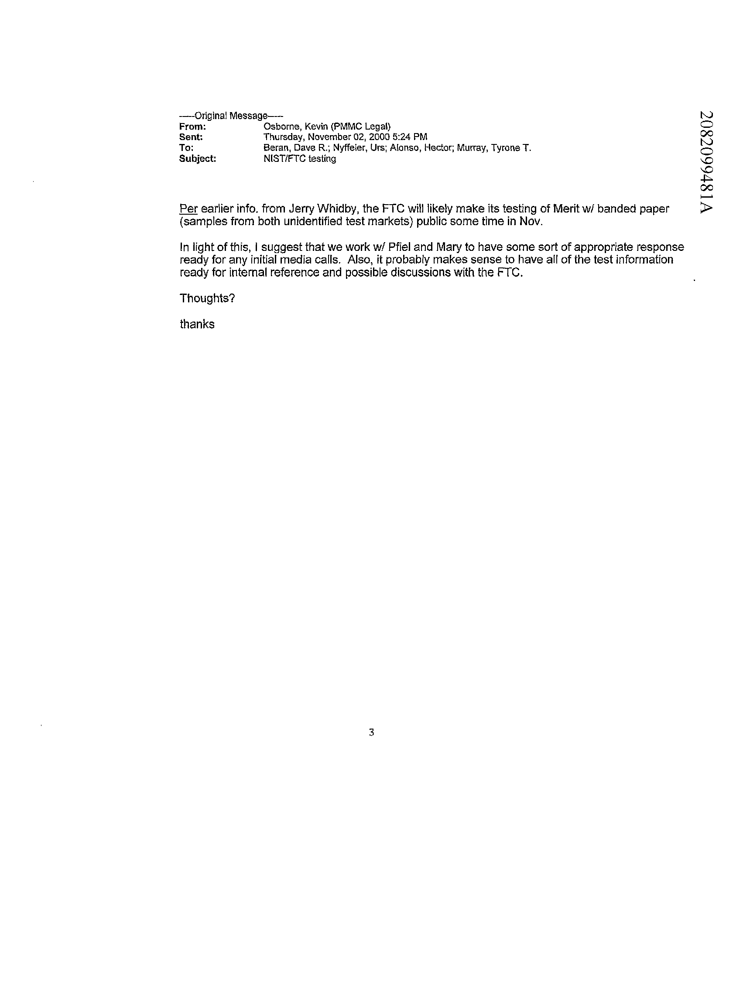 -----Original Message-----
From: Osborne, Kevin (PMMC Legal)
Sent: Thursday, November 02, 2000 5:24 PM
To: Beran, Dave R.; Nyffeler, Urs; Alonso, Hector; Murray, Tyrone T.
Subject: NIST/FTC testing
Per earlier info. from Jerry Whidby, the FTC will likely make its testing of Merit w/ banded paper
(samples from both unidentified test markets) public some time in Nov.
In light of this, I suggest that we work w/ Pfiel and Mary to have some sort of appropriate response
ready for any initial media calls. Also, it probably makes sense to have all of the test information
ready for internal reference and possible discussions with the FTC.
Thoughts?
thanks
3
2082099481A